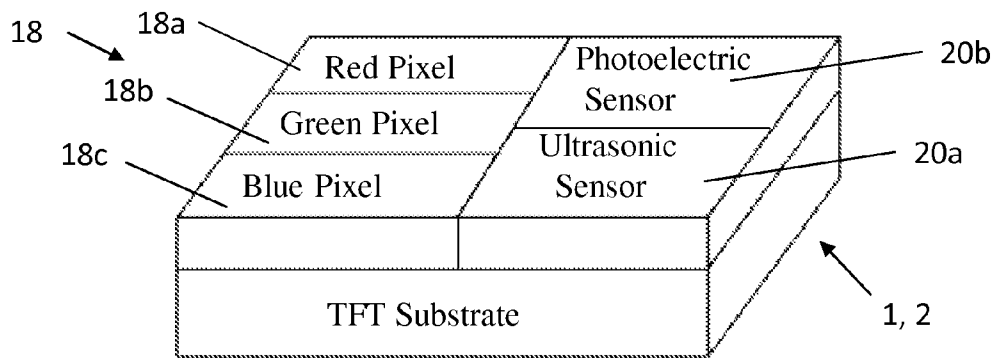 18
18a
18b
18c
Red Pixel
Green Pixel
Blue Pixel
Photoelectric
Sensor
20b
Ultrasonic
Sensor
20a
TFT Substrate
1, 2